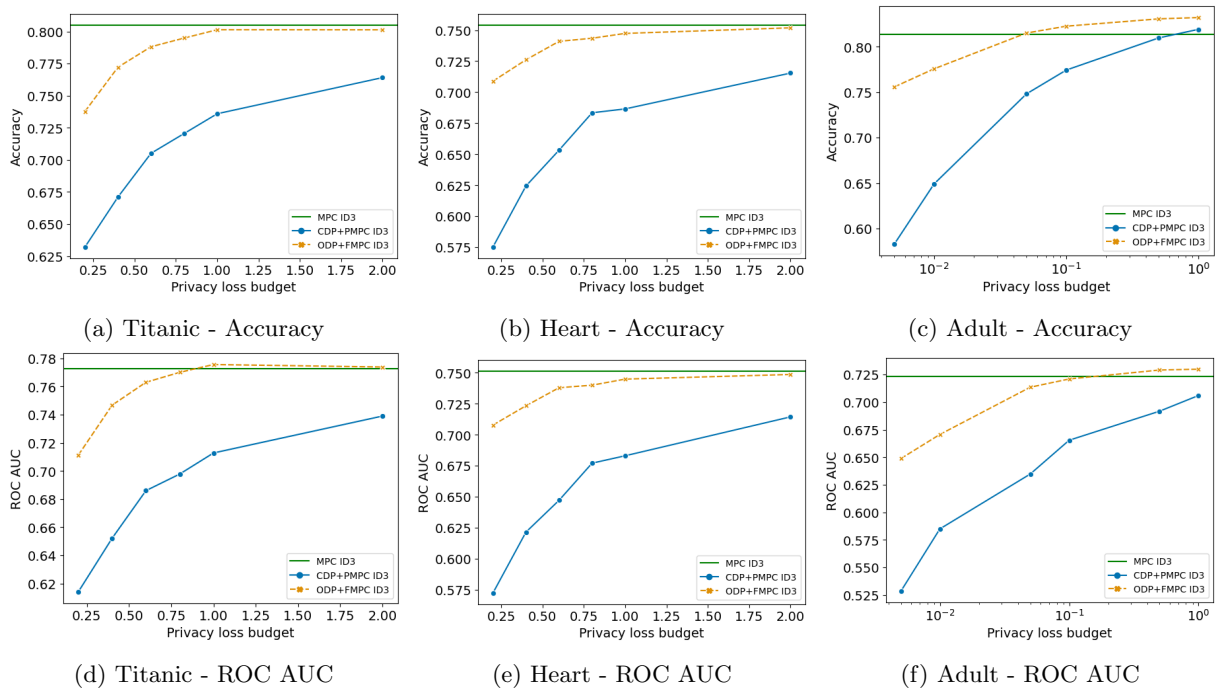 0.800
0.775
0.750
0.725
0.700
0.675
0.650
0.625
Accuracy
MPC ID3
CDP+PMPC ID3
ODP+FMPC ID3
0.25 0.50 0.75 1.00 1.25 1.50 1.75 2.00
Privacy loss budget
(a) Titanic - Accuracy
0.750
0.725
0.700
0.675
0.650
0.625
0.600
0.575
Accuracy
MPC ID3
CDP+PMPC ID3
ODP+FMPC ID3
0.25 0.50 0.75 1.00 1.25 1.50 1.75 2.00
Privacy loss budget
(b) Heart - Accuracy
0.80
0.75
0.70
0.65
0.60
Accuracy
MPC ID3
CDP+PMPC ID3
ODP+FMPC ID3
10⁻² 10⁻¹ 10⁰
Privacy loss budget
(c) Adult - Accuracy
0.78
0.76
0.74
0.72
0.70
0.68
0.66
0.64
0.62
ROC AUC
MPC ID3
CDP+PMPC ID3
ODP+FMPC ID3
0.25 0.50 0.75 1.00 1.25 1.50 1.75 2.00
Privacy loss budget
(d) Titanic - ROC AUC
0.750
0.725
0.700
0.675
0.650
0.625
0.600
0.575
ROC AUC
MPC ID3
CDP+PMPC ID3
ODP+FMPC ID3
0.25 0.50 0.75 1.00 1.25 1.50 1.75 2.00
Privacy loss budget
(e) Heart - ROC AUC
0.725
0.700
0.675
0.650
0.625
0.600
0.575
0.550
0.525
ROC AUC
MPC ID3
CDP+PMPC ID3
ODP+FMPC ID3
10⁻² 10⁻¹ 10⁰
Privacy loss budget
(f) Adult - ROC AUC